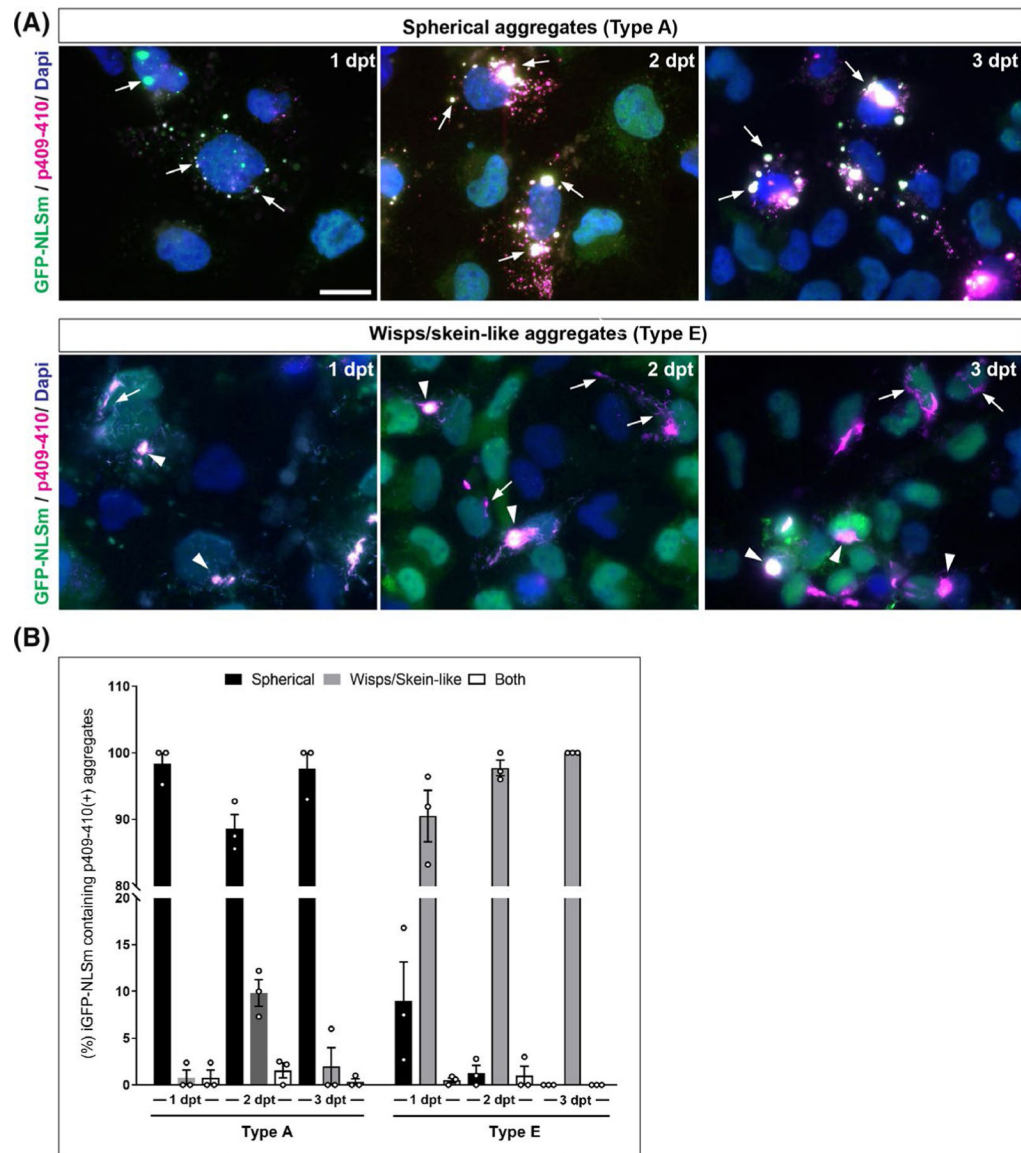 (A)
Spherical aggregates (Type A)
GFP-NLSm / p409-410/ Dapi
1 dpt
2 dpt
3 dpt
Wisps/skein-like aggregates (Type E)
GFP-NLSm / p409-410/ Dapi
1 dpt
2 dpt
3 dpt
(B)
Spherical Wisps/Skein-like Both
(%) iGFP-NLSm containing p409-410(+) aggregates
110
100
90
80
20
15
10
5
0
1 dpt 2 dpt 3 dpt 1 dpt 2 dpt 3 dpt
Type A Type E